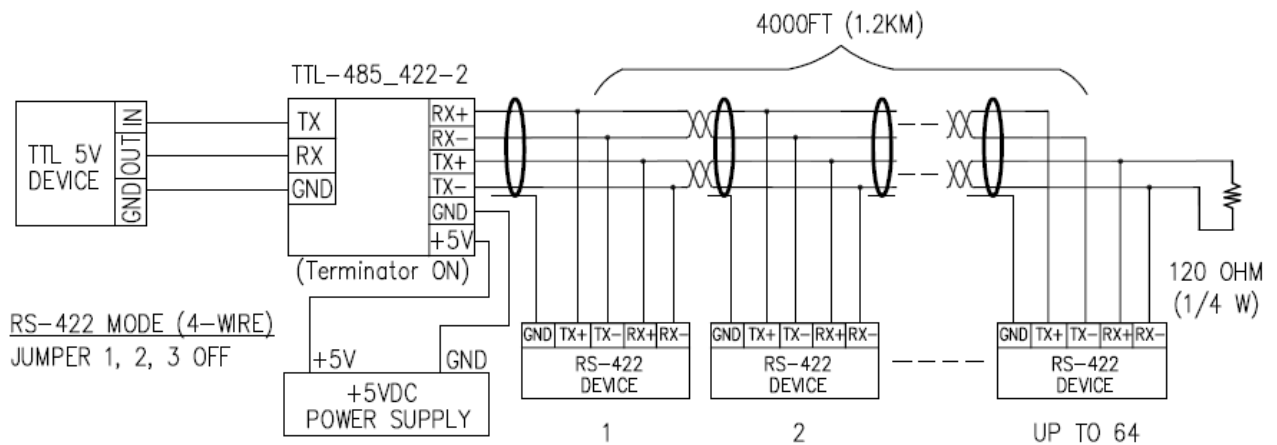 4000FT (1.2KM)
TTL-485_422-2
TTL 5V
DEVICE
IN
OUT
GND
TX
RX
GND
RX+
RX-
TX+
TX-
GND
+5V
(Terminator ON)
120 OHM
(1/4 W)
RS-422 MODE (4-WIRE)
JUMPER 1, 2, 3 OFF
+5V
GND
+5VDC
POWER SUPPLY
GND TX+ TX- RX+ RX-
RS-422
DEVICE
1
GND TX+ TX- RX+ RX-
RS-422
DEVICE
2
GND TX+ TX- RX+ RX-
RS-422
DEVICE
UP TO 64